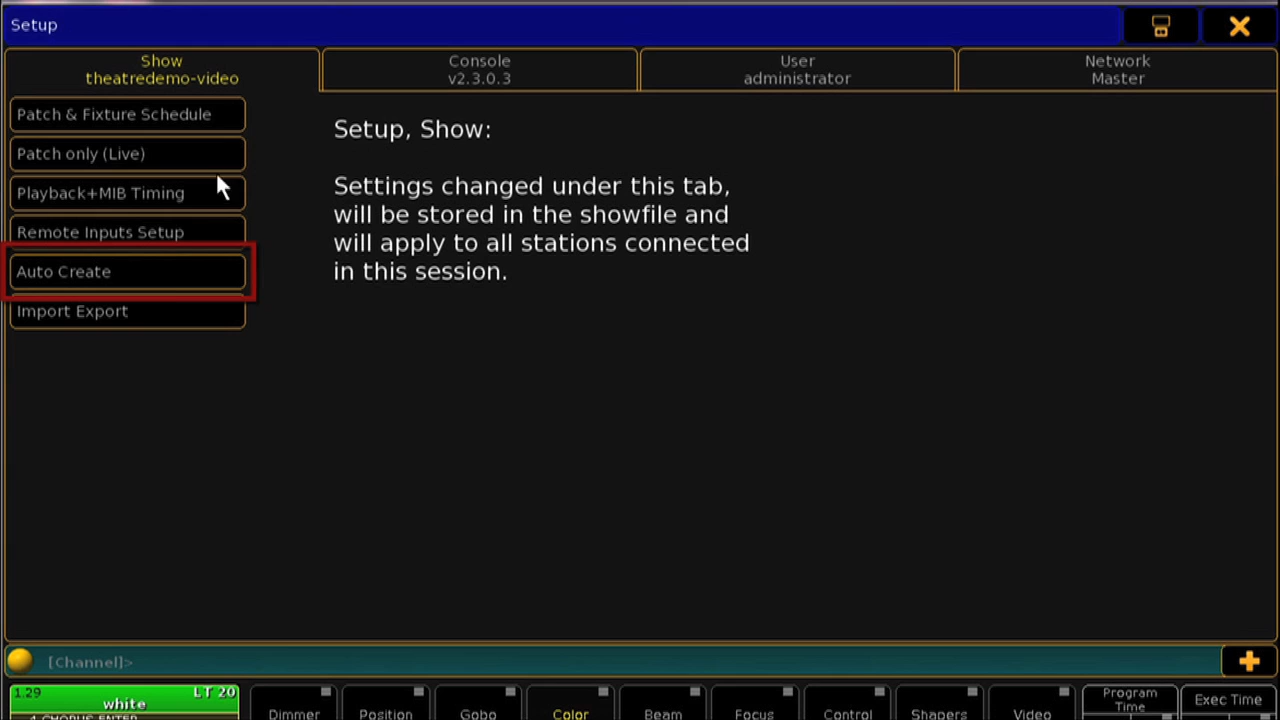 Setup
Show
theatredemo-video
Console
v2.3.0.3
User
administrator
Network
Master
Patch & Fixture Schedule
Patch only (Live)
Playback+MIB Timing
Remote Inputs Setup
Auto Create
Import Export
Setup, Show:
Settings changed under this tab,
will be stored in the showfile and
will apply to all stations connected
in this session.
[Channel]>
1.29
LT 20
white
4 CHORUS ENTER
Dimmer
Position
Gobo
Color
Beam
Focus
Control
Shapers
Video
Program
Time
Exec Time